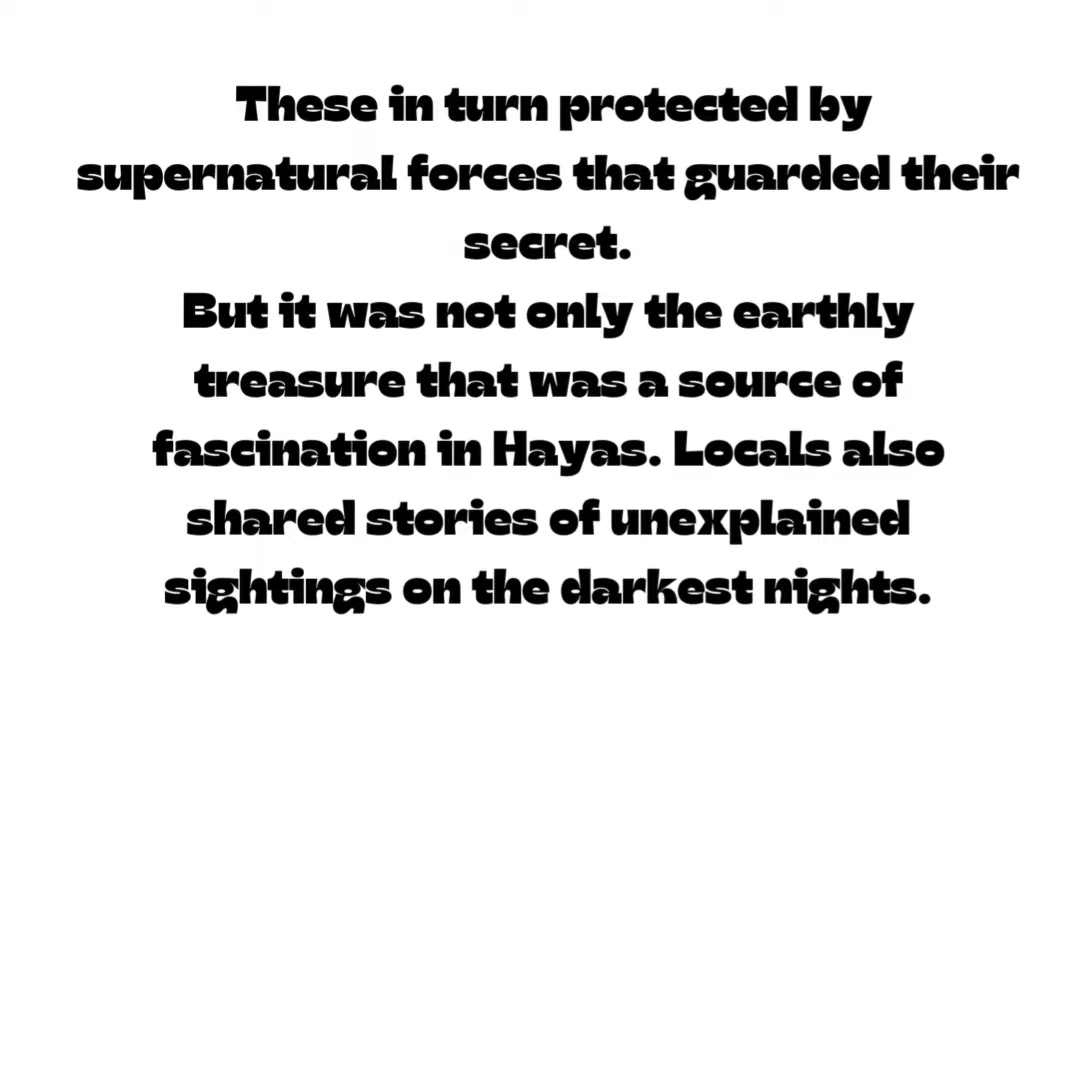 These in turn protected by
supernatural forces that guarded their
secret.
But it was not only the earthly
treasure that was a source of
fascination in Hayas. Locals also
shared stories of unexplained
sightings on the darkest nights.